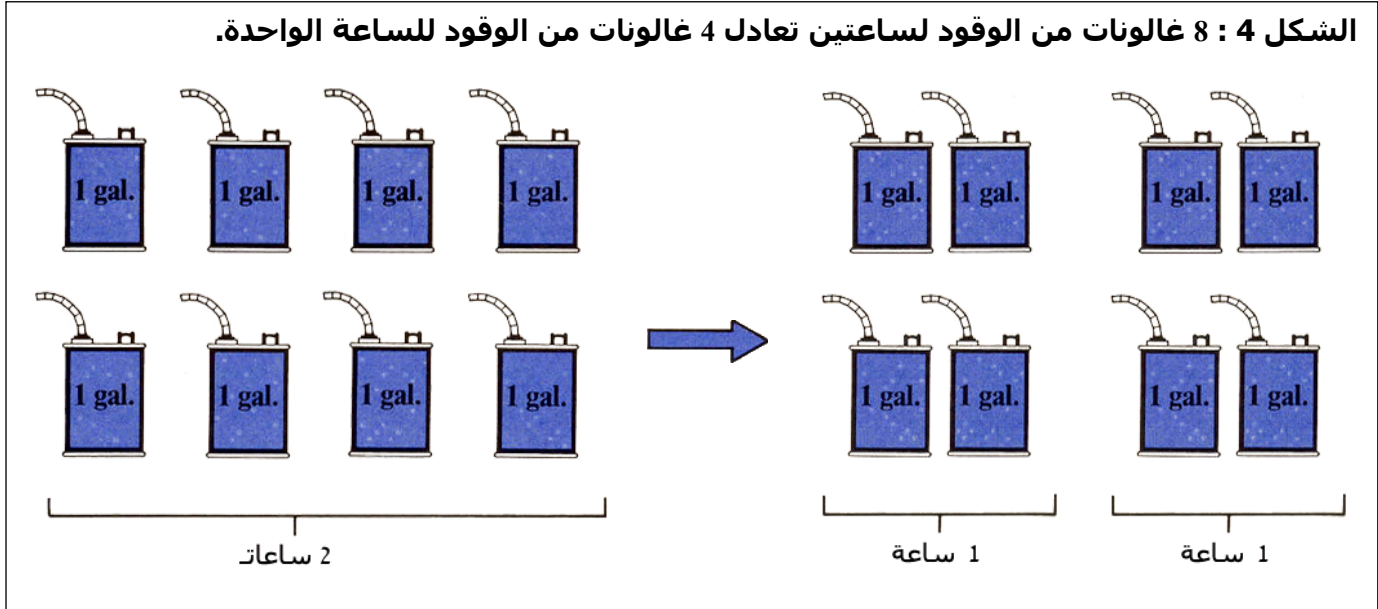 الشكل 4 : 8 غالونات من الوقود لساعتين تعادل 4 غالونات من الوقود للساعة الواحدة.
1 gal. 1 gal. 1 gal. 1 gal. 1 gal. 1 gal. 1 gal. 1 gal.
1 gal. 1 gal. 1 gal. 1 gal. 1 gal. 1 gal. 1 gal. 1 gal.
2 ساعاتـ
1 ساعة
1 ساعة